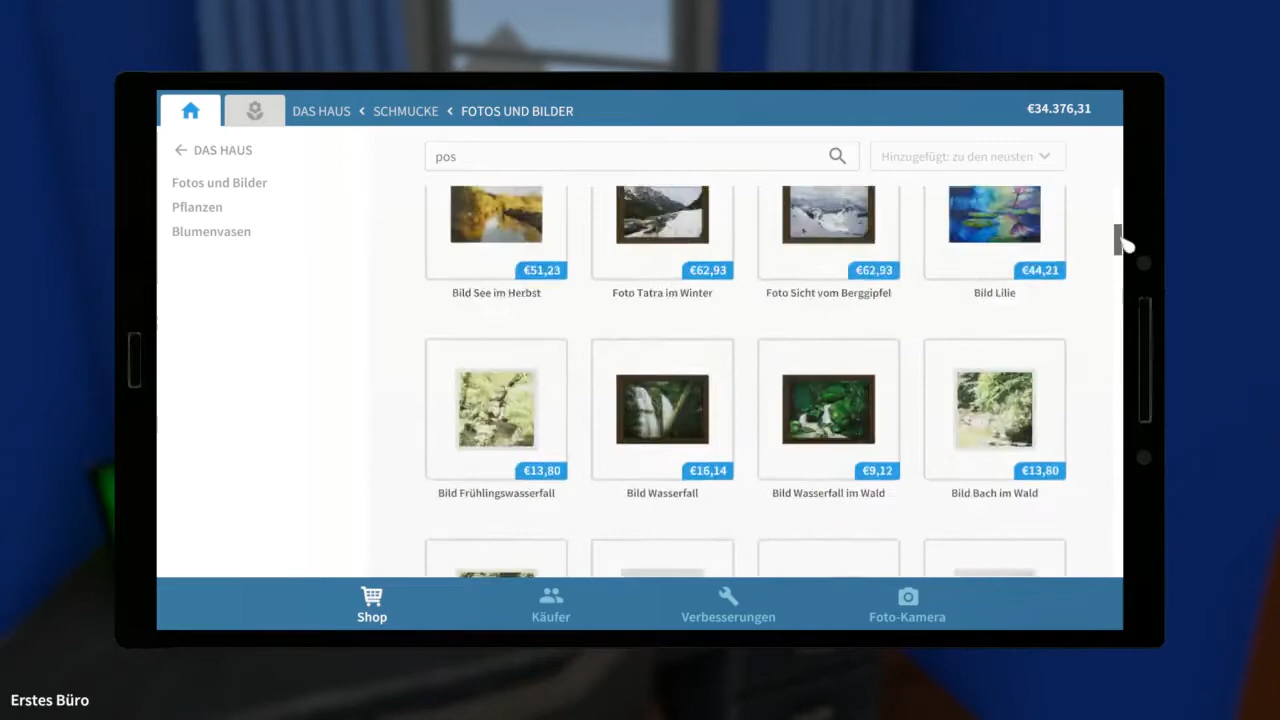 DAS HAUS < SCHMUCKE < FOTOS UND BILDER
€34.376,31
← DAS HAUS
Fotos und Bilder
Pflanzen
Blumenvasen
pos
Hinzugefügt: zu den neusten
€51,23 €62,93 €62,93 €44,21
Bild See im Herbst Foto Tatra im Winter Foto Sicht vom Berggipfel Bild Lilie
€13,80 €16,14 €9,12 €13,80
Bild Frühlingswasserfall Bild Wasserfall Bild Wasserfall im Wald Bild Bach im Wald
Shop Käufer Verbesserungen Foto-Kamera
Erstes Büro